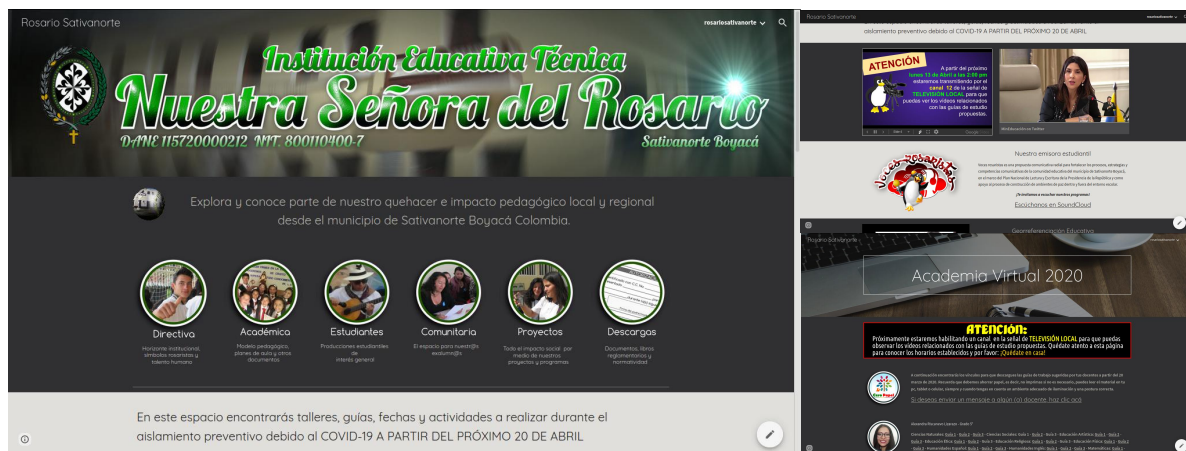 Rosario Sativanorte
rosariosativanorte
Institución Educativa Técnica
Nuestra Señora del Rosario
DANE 115720000212 NIT. 800110400-7
Sativanorte Boyacá
Explora y conoce parte de nuestro quehacer e impacto pedagógico local y regional
desde el municipio de Sativanorte Boyacá Colombia.
Directiva
Horizonte institucional,
símbolos rosaristas y
talento humano
Académica
Modelo pedagógico,
planes de aula y otros
documentos.
Estudiantes
Producciones estudiantiles
de
interés general
Comunitaria
El espacio para nuestr@s
exalumn@s
Proyectos
Todo el impacto social por
medio de nuestros
proyectos y programas
Descargas
Documentos, libros
reglamentarios y
normatividad
En este espacio encontrarás talleres, guías, fechas y actividades a realizar durante el
aislamiento preventivo debido al COVID-19 A PARTIR DEL PRÓXIMO 20 DE ABRIL
Rosario Sativanorte
aislamiento preventivo debido al COVID-19 A PARTIR DEL PRÓXIMO 20 DE ABRIL
ATENCIÓN
A partir del próximo
lunes 13 de Abril a las 2:00 pm
estaremos transmitiendo por el
canal 12 de la señal de
TELEVISIÓN LOCAL para que
puedas ver los videos relacionados
con las guías de estudio
propuestas.
Voces Rosaristas
Nuestra emisora estudiantil
¡Te invitamos a escuchar nuestros programas!
Escúchanos en SoundCloud
Georreferenciación Educativa
Rosario Sativanorte
Academia Virtual 2020
ATENCIÓN:
Próximamente estaremos habilitando un canal en la señal de TELEVISIÓN LOCAL para que puedas
observar los videos relacionados con las guías de estudio propuestas. Quédate atento a esta página
para conocer los horarios establecidos y por favor: ¡Quédate en casa!
Si deseas enviar un mensaje a algún (a) docente, haz clic acá